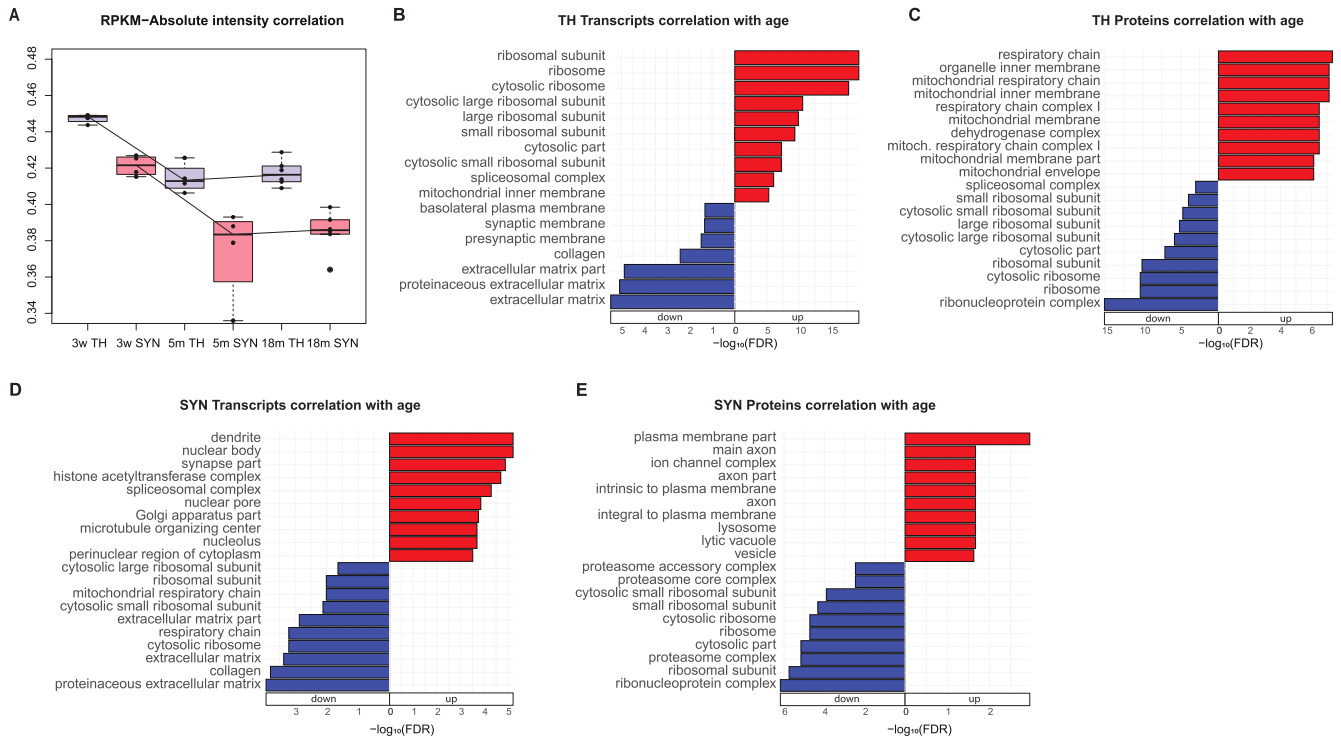 A
RPKM−Absolute intensity correlation
0.48
0.46
0.44
0.42
0.40
0.38
0.36
0.34
3w TH 3w SYN 5m TH 5m SYN 18m TH 18m SYN
B
TH Transcripts correlation with age
ribosomal subunit
ribosome
cytosolic ribosome
cytosolic large ribosomal subunit
large ribosomal subunit
small ribosomal subunit
cytosolic part
cytosolic small ribosomal subunit
spliceosomal complex
mitochondrial inner membrane
basolateral plasma membrane
synaptic membrane
presynaptic membrane
collagen
extracellular matrix part
proteinaceous extracellular matrix
extracellular matrix
down up
5 4 3 2 1 0 5 10 15
−log₁₀(FDR)
C
TH Proteins correlation with age
respiratory chain
organelle inner membrane
mitochondrial respiratory chain
mitochondrial inner membrane
respiratory chain complex I
mitochondrial membrane
dehydrogenase complex
mitoch. respiratory chain complex I
mitochondrial membrane part
mitochondrial envelope
spliceosomal complex
small ribosomal subunit
cytosolic small ribosomal subunit
large ribosomal subunit
cytosolic large ribosomal subunit
cytosolic part
ribosomal subunit
cytosolic ribosome
ribosome
ribonucleoprotein complex
down up
15 10 5 0 2 4 6
−log₁₀(FDR)
D
SYN Transcripts correlation with age
dendrite
nuclear body
synapse part
histone acetyltransferase complex
spliceosomal complex
nuclear pore
Golgi apparatus part
microtubule organizing center
nucleolus
perinuclear region of cytoplasm
cytosolic large ribosomal subunit
ribosomal subunit
mitochondrial respiratory chain
cytosolic small ribosomal subunit
extracellular matrix part
respiratory chain
cytosolic ribosome
extracellular matrix
collagen
proteinaceous extracellular matrix
down up
3 2 1 0 1 2 3 4 5
−log₁₀(FDR)
E
SYN Proteins correlation with age
plasma membrane part
main axon
ion channel complex
axon part
intrinsic to plasma membrane
axon
integral to plasma membrane
lysosome
lytic vacuole
vesicle
proteasome accessory complex
proteasome core complex
cytosolic small ribosomal subunit
small ribosomal subunit
cytosolic ribosome
ribosome
cytosolic part
proteasome complex
ribosomal subunit
ribonucleoprotein complex
down up
6 4 2 0 1 2
−log₁₀(FDR)